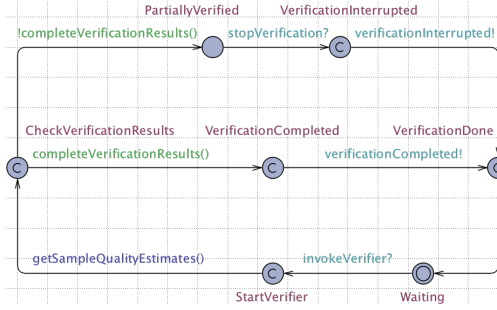 PartiallyVerified VerificationInterrupted
!completeVerificationResults() stopVerification? verificationInterrupted!
C
CheckVerificationResults VerificationCompleted VerificationDone
completeVerificationResults() verificationCompleted!
C C C
getSampleQualityEstimates() invokeVerifier?
C
StartVerifier Waiting